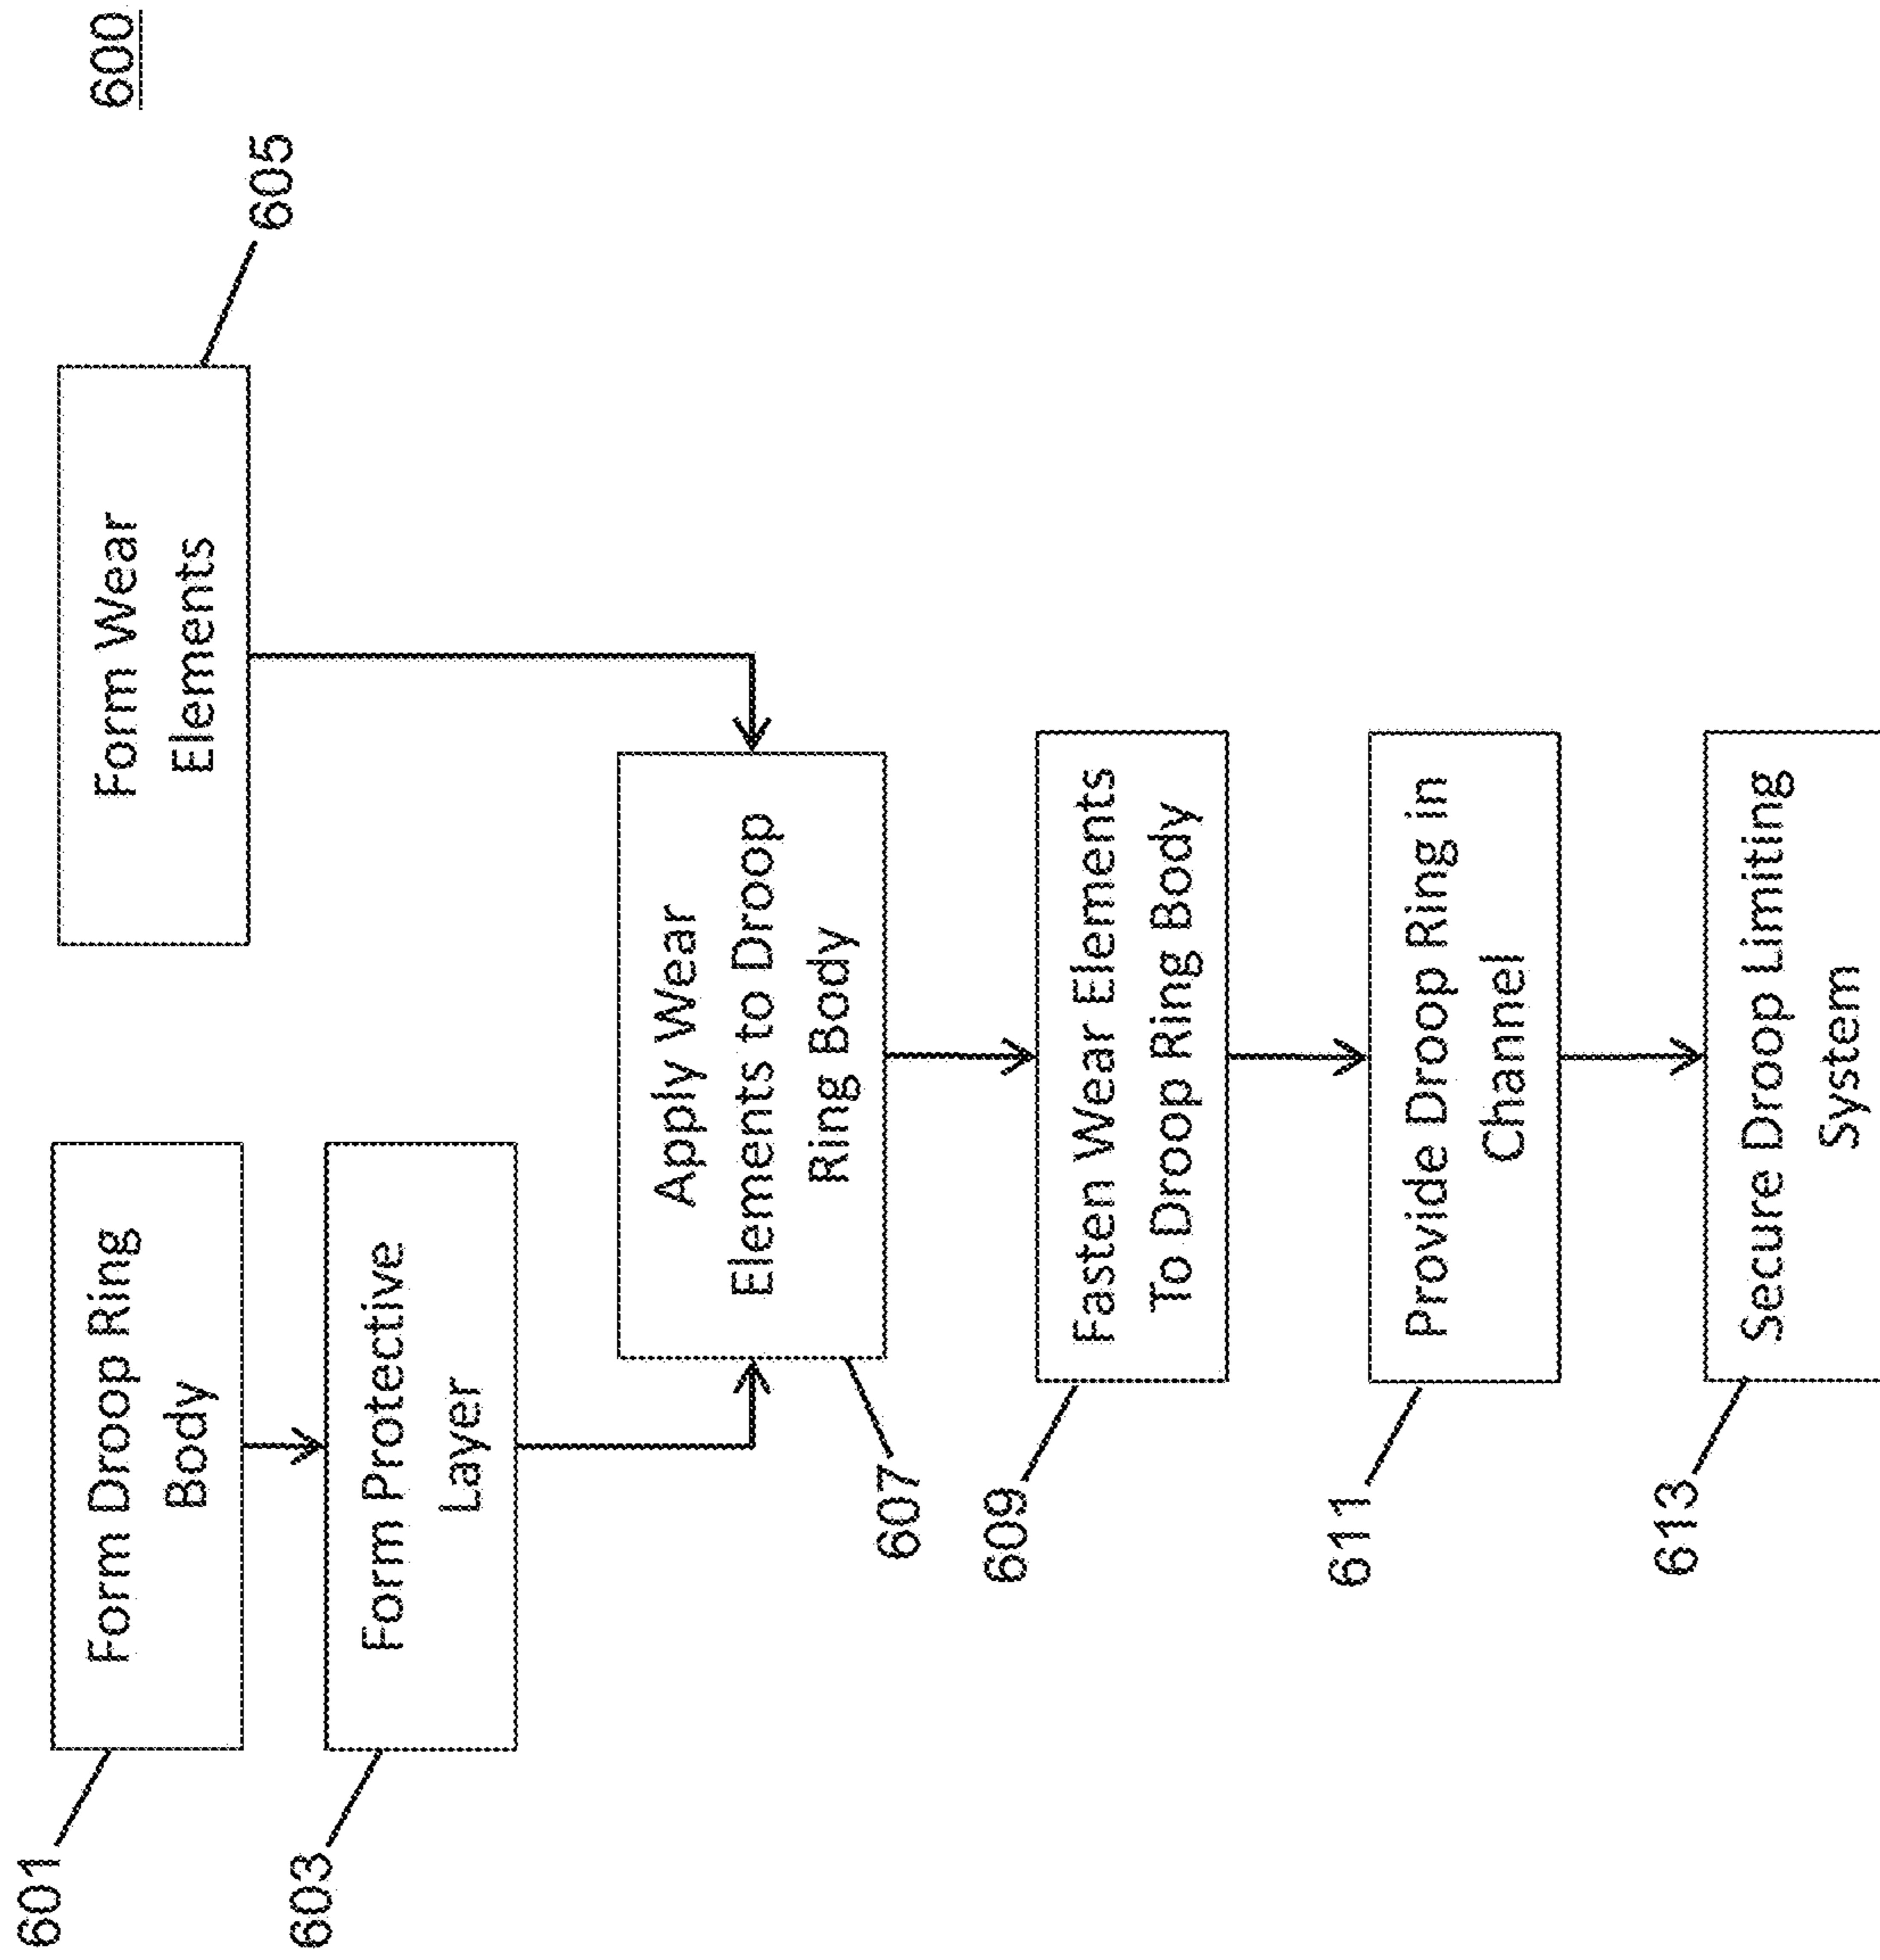 600
601
Form Droop Ring
Body
605
Form Wear
Elements
603
Form Protective
Layer
607
Apply Wear
Elements to Droop
Ring Body
609
Fasten Wear Elements
To Droop Ring Body
611
Provide Droop Ring in
Channel
613
Secure Droop Limiting
System